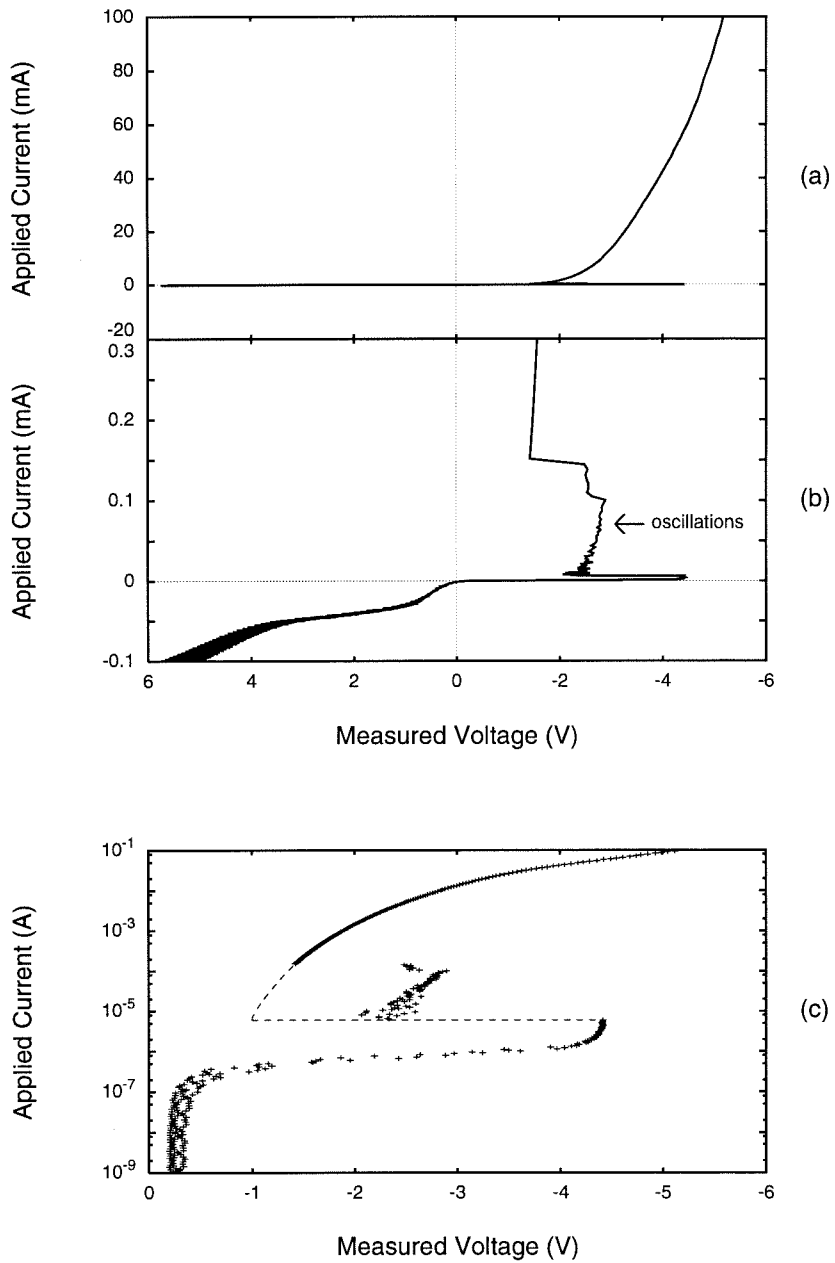 100
80
60
40
20
0
-20
Applied Current (mA)
(a)
0.3
0.2
0.1
0
-0.1
Applied Current (mA)
oscillations
(b)
6 4 2 0 -2 -4 -6
Measured Voltage (V)
10⁻¹
10⁻³
10⁻⁵
10⁻⁷
10⁻⁹
Applied Current (A)
(c)
0 -1 -2 -3 -4 -5 -6
Measured Voltage (V)